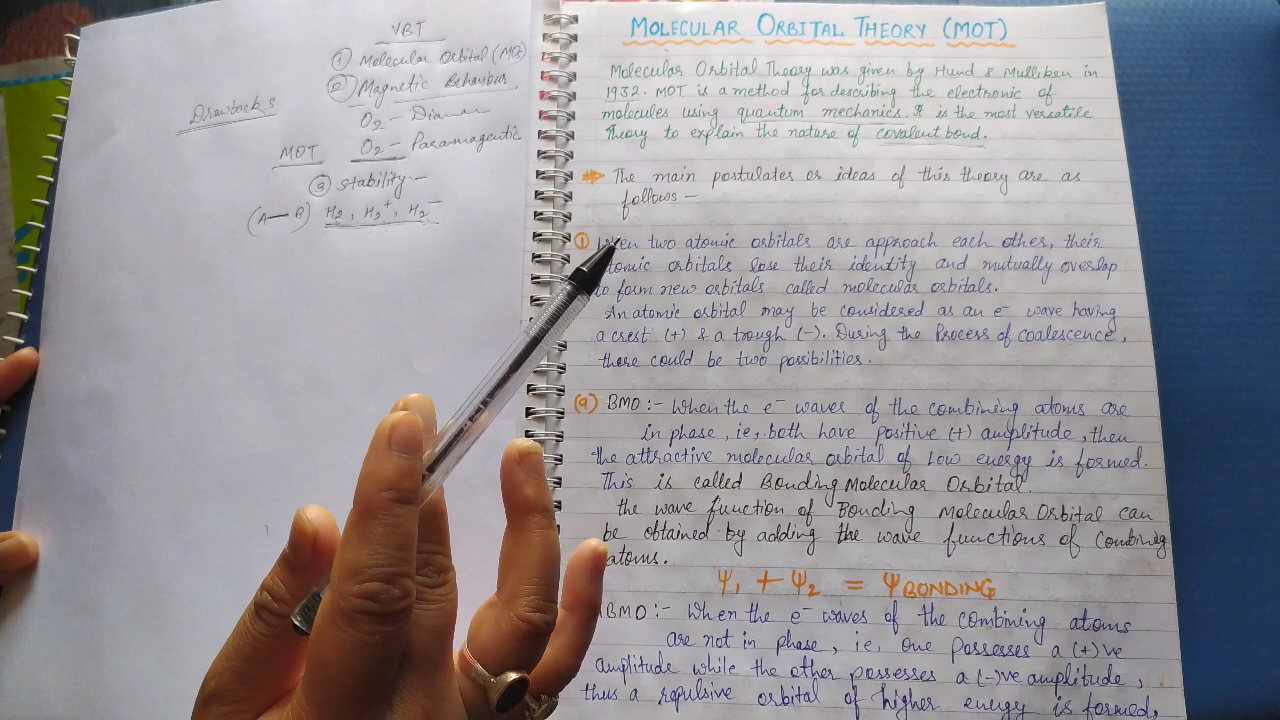 VBT
① Molecular Orbital (MOs)
② Magnetic Behaviour
Drawbacks
O2 - Diaman
MOT O2 - Paramagnetic
③ stability -
(A — B) H2, H2+, H2-
MOLECULAR ORBITAL THEORY (MOT)
Molecular Orbital Theory was given by Hund & Mulliken in
1932. MOT is a method for describing the electronic of
molecules using quantum mechanics. It is the most versatile
Theory to explain the nature of covalent bond.
⇒ The main postulates or ideas of this theory are as
follows -
① When two atomic orbitals are approach each other, their
atomic orbitals lose their identity and mutually overlap
to form new orbitals called molecular orbitals.
An atomic orbital may be considered as an e- wave having
a crest (+) & a trough (-). During the Process of coalescence,
there could be two possibilities.
(a) BMO :- When the e- waves of the combining atoms are
in phase, ie, both have positive (+) amplitude, then
the attractive molecular orbital of Low energy is formed.
This is called Bonding Molecular Orbital.
the wave function of Bonding Molecular Orbital can
be obtained by adding the wave functions of combining
atoms.
Ψ1 + Ψ2 = Ψ BONDING
BMO :- When the e- waves of the combining atoms
are not in phase, ie, one Possesses a (+)ve
amplitude while the other possesses a (-)ve amplitude,
thus a repulsive orbital of higher energy is formed,